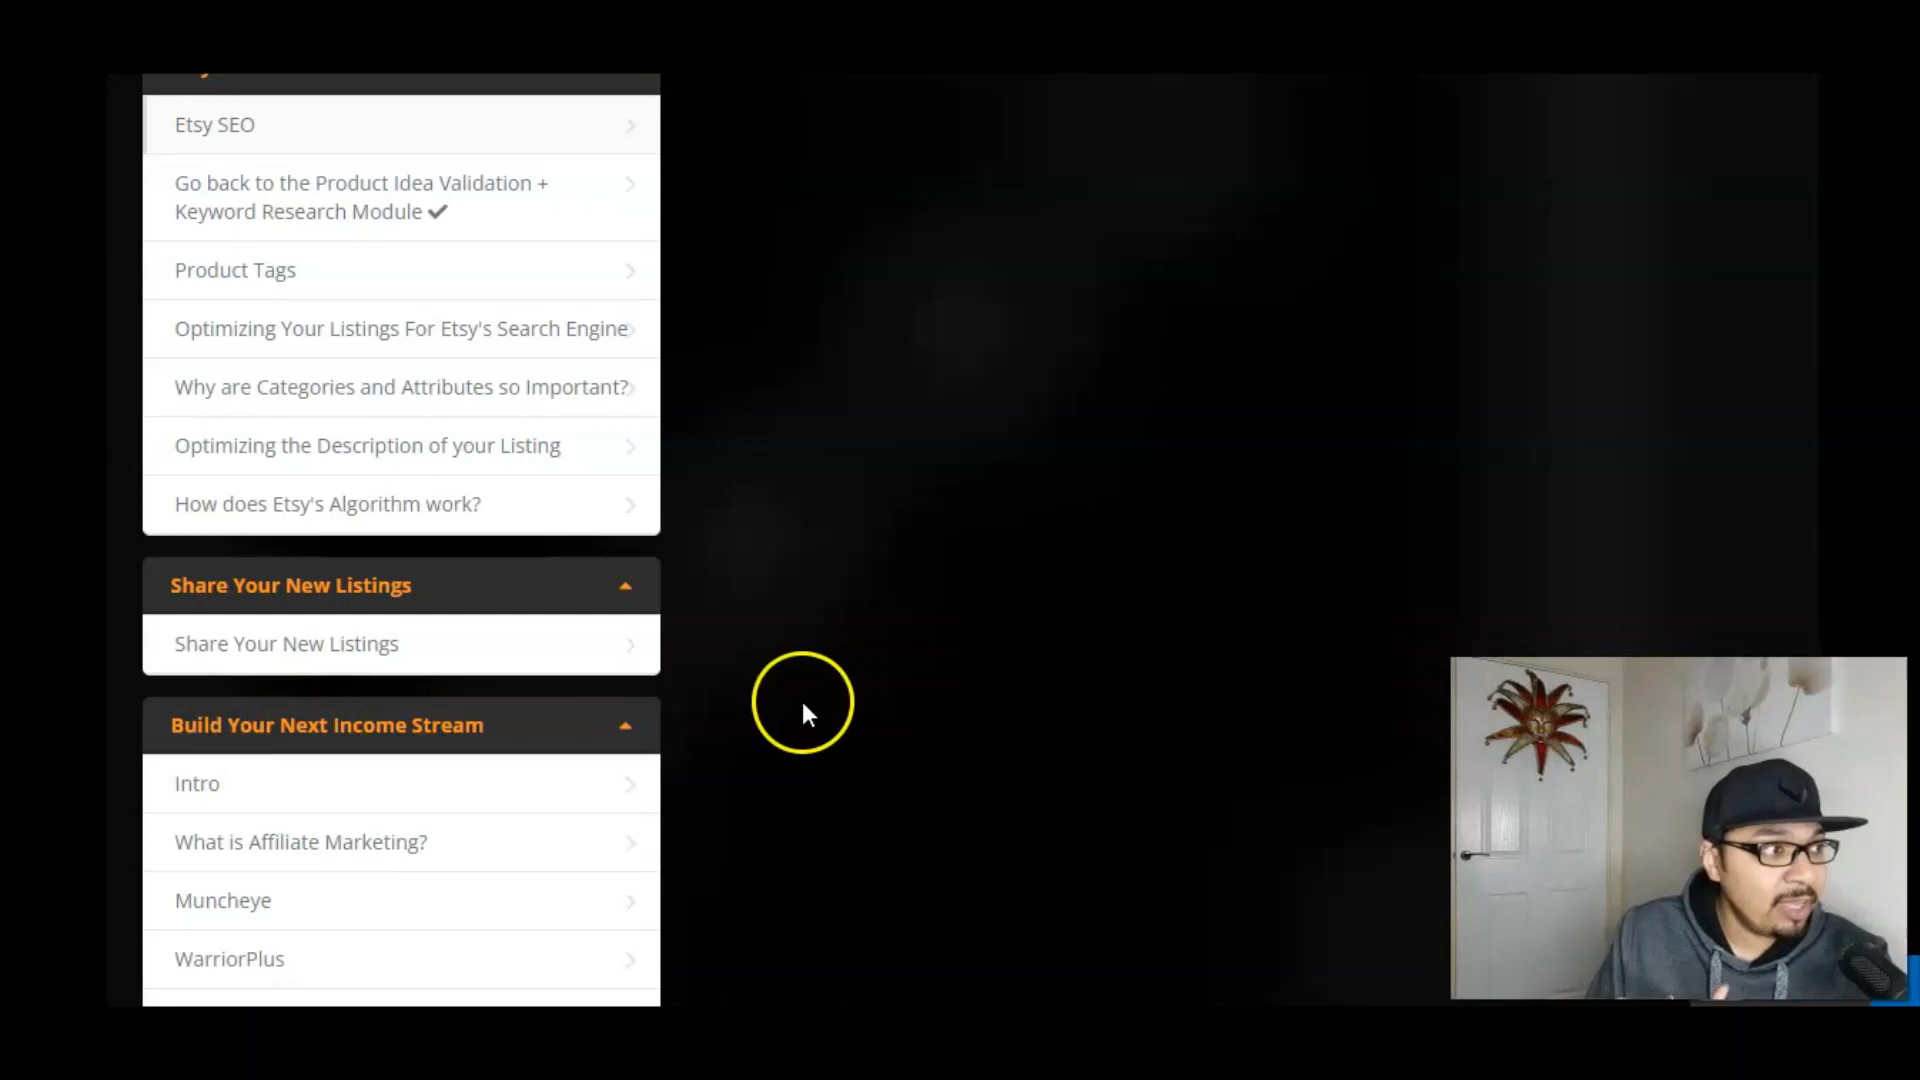 Etsy SEO
Go back to the Product Idea Validation +
Keyword Research Module ✔
Product Tags
Optimizing Your Listings For Etsy's Search Engine
Why are Categories and Attributes so Important?
Optimizing the Description of your Listing
How does Etsy's Algorithm work?
Share Your New Listings
Share Your New Listings
Build Your Next Income Stream
Intro
What is Affiliate Marketing?
Muncheye
WarriorPlus